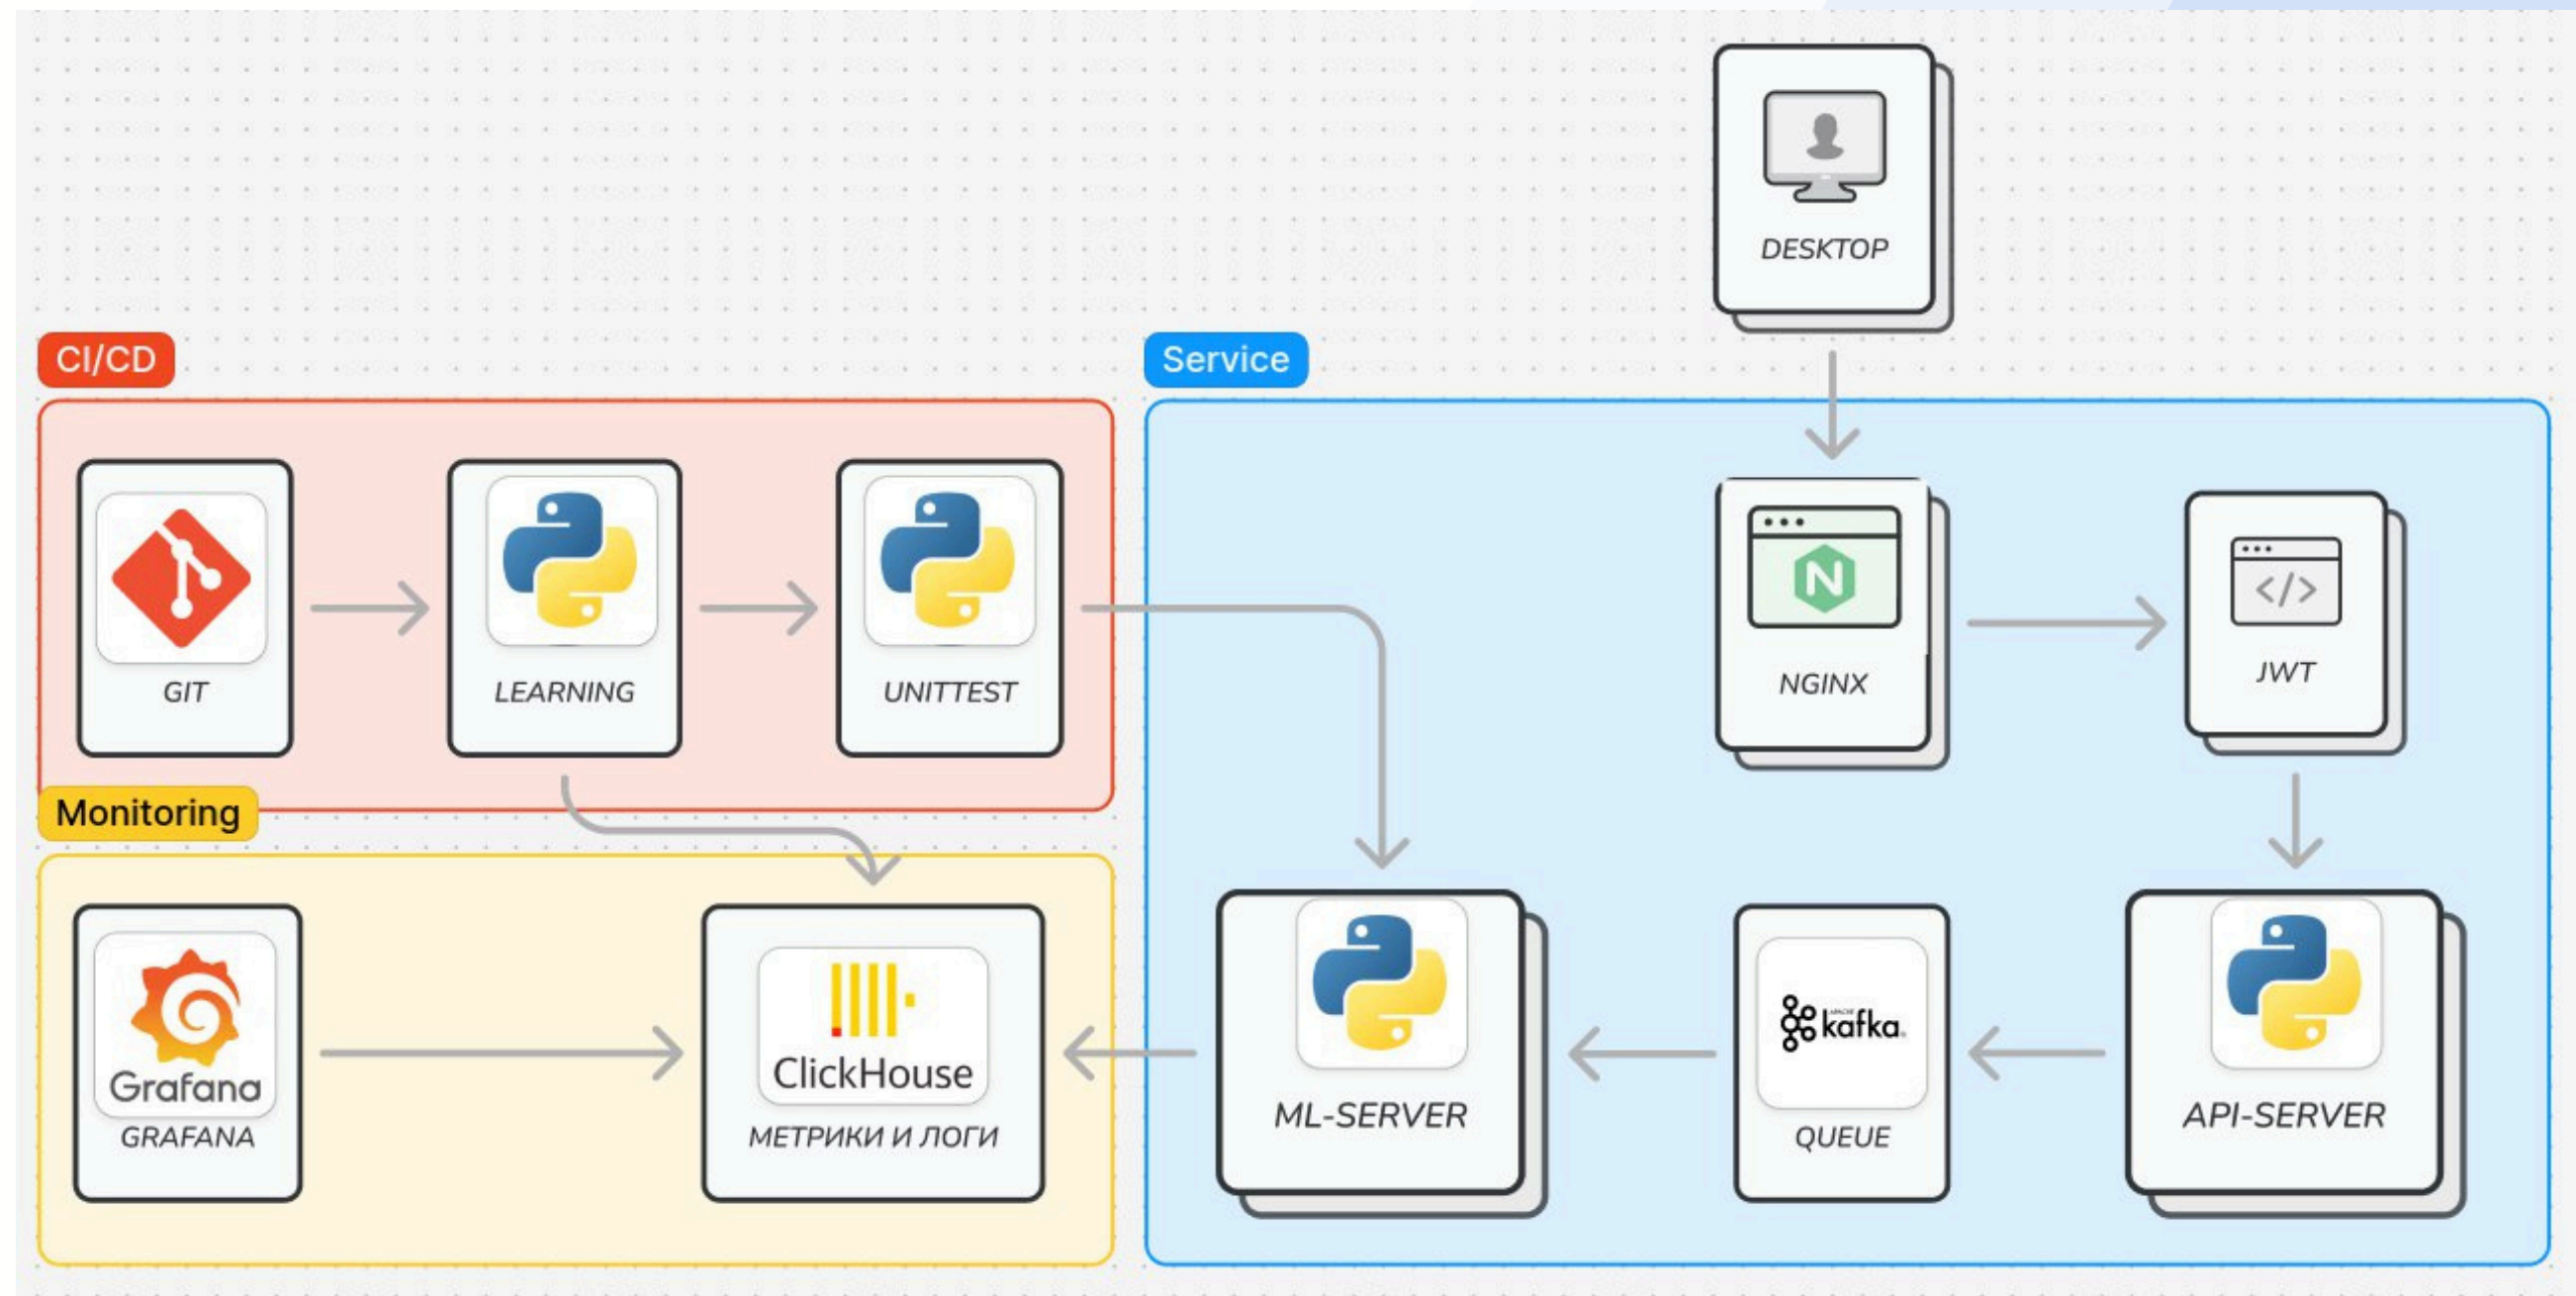 DESKTOP
CI/CD
Service
GIT
LEARNING
UNITTEST
NGINX
</>
JWT
Monitoring
Grafana
GRAFANA
ClickHouse
МЕТРИКИ И ЛОГИ
ML-SERVER
APACHE
kafka®
QUEUE
API-SERVER